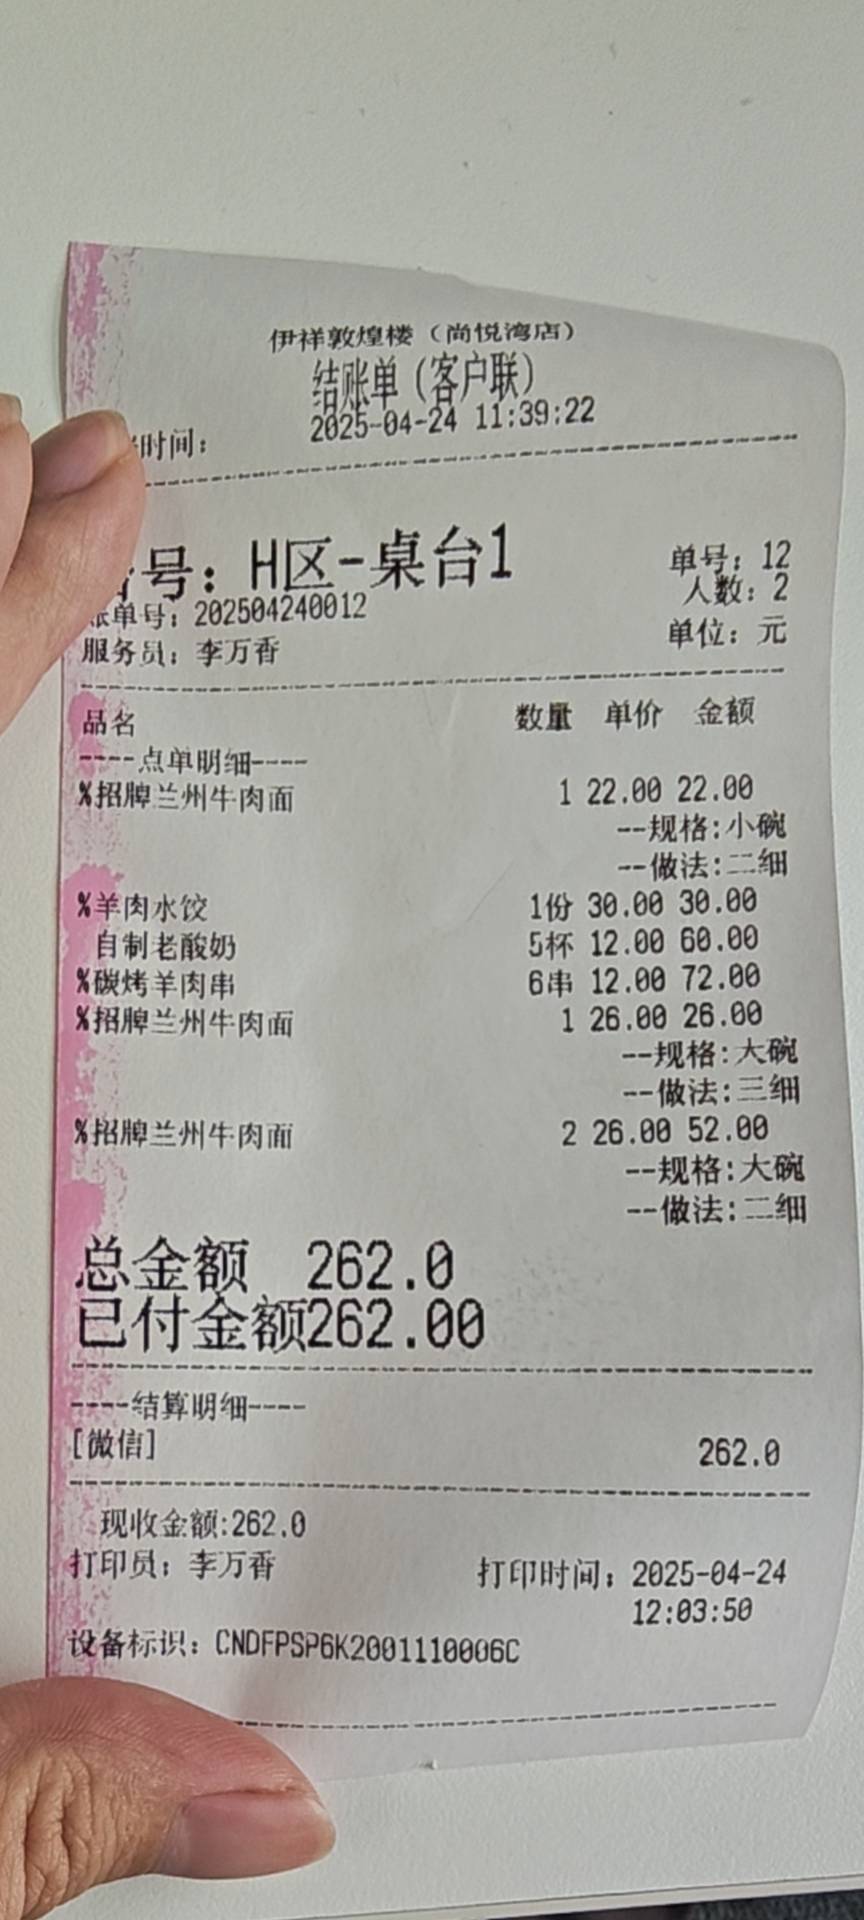 伊祥敦煌楼（尚悦湾店）
结账单（客户联）
时间： 2025-04-24 11:39:22
号：H区-桌台1 单号：12
人数：2
账单号：202504240012
服务员：李万香 单位：元
品名 数量 单价 金额
----点单明细----
%招牌兰州牛肉面 1 22.00 22.00
--规格:小碗
--做法:二细
%羊肉水饺 1份 30.00 30.00
自制老酸奶 5杯 12.00 60.00
%碳烤羊肉串 6串 12.00 72.00
%招牌兰州牛肉面 1 26.00 26.00
--规格:大碗
--做法:三细
%招牌兰州牛肉面 2 26.00 52.00
--规格:大碗
--做法:二细
总金额 262.0
已付金额262.00
----结算明细----
[微信] 262.0
现收金额:262.0
打印员：李万香 打印时间：2025-04-24
12:03:50
设备标识：CNDFPSP6K2001110006C